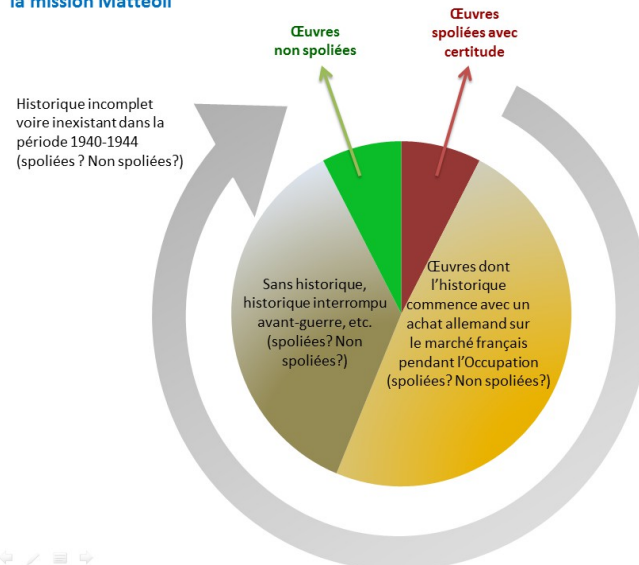 la mission Mattéoli
Œuvres
non spoliées
Œuvres
spoliées avec
certitude
Historique incomplet
voire inexistant dans la
période 1940-1944
(spoliées ? Non spoliées?)
Sans historique,
historique interrompu
avant-guerre, etc.
(spoliées? Non
spoliées?)
Œuvres dont
l’historique
commence avec un
achat allemand sur
le marché français
pendant l’Occupation
(spoliées? Non spoliées?)